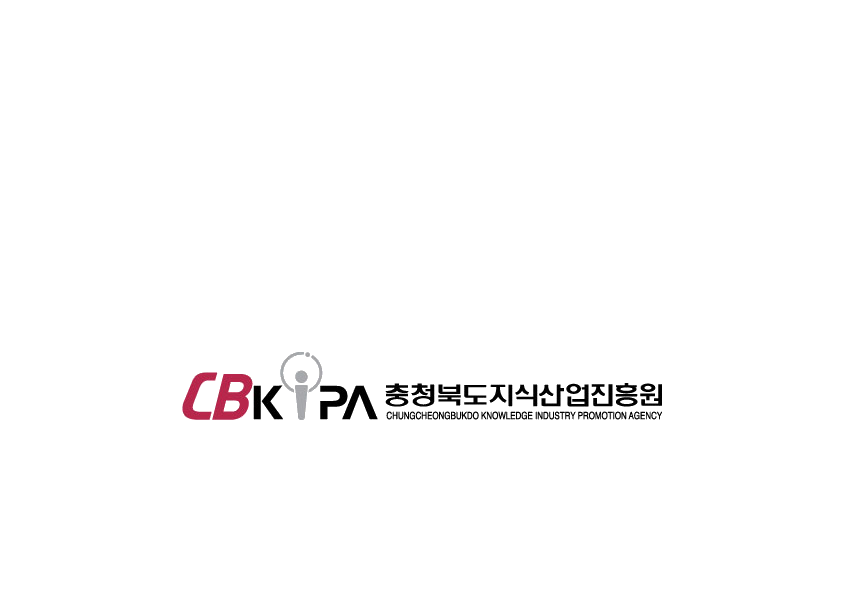 CBKiPA
충청북도지식산업진흥원
CHUNGCHEONGBUKDO KNOWLEDGE INDUSTRY PROMOTION AGENCY